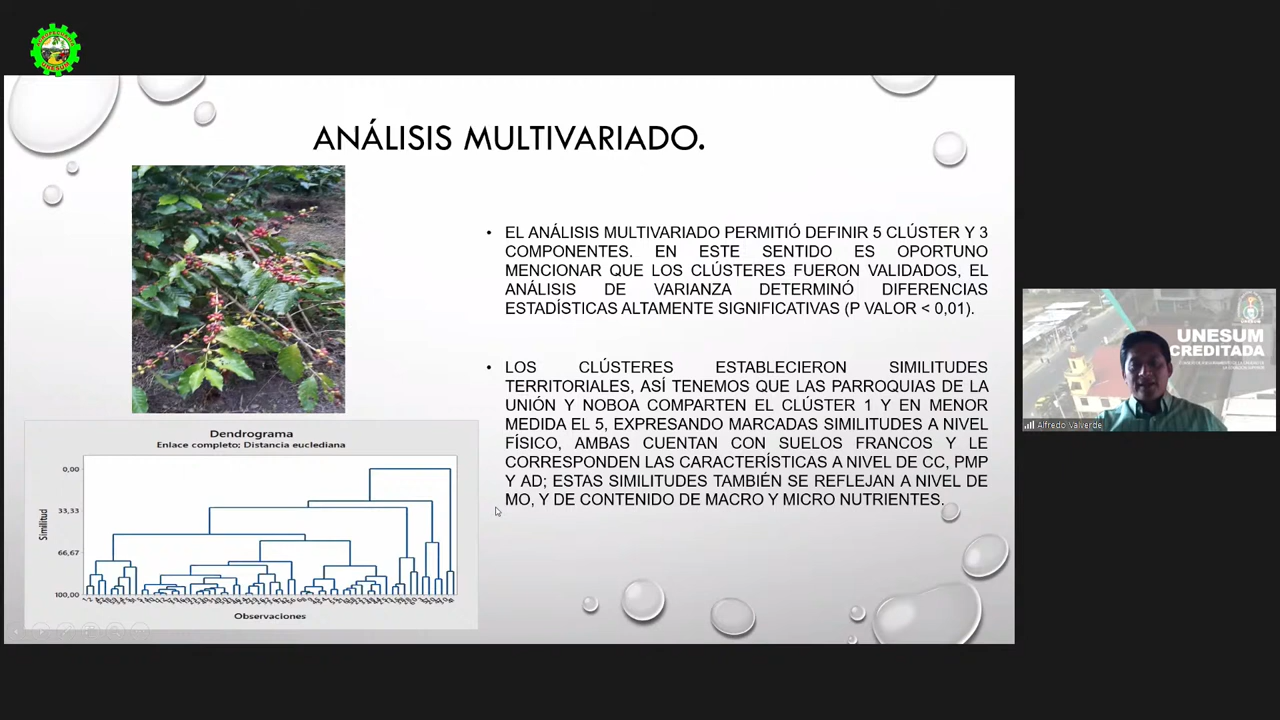 ANÁLISIS MULTIVARIADO.
• EL ANÁLISIS MULTIVARIADO PERMITIÓ DEFINIR 5 CLÚSTER Y 3
COMPONENTES. EN ESTE SENTIDO ES OPORTUNO
MENCIONAR QUE LOS CLÚSTERES FUERON VALIDADOS, EL
ANÁLISIS DE VARIANZA DETERMINÓ DIFERENCIAS
ESTADÍSTICAS ALTAMENTE SIGNIFICATIVAS (P VALOR < 0,01).
• LOS CLÚSTERES ESTABLECIERON SIMILITUDES
TERRITORIALES, ASÍ TENEMOS QUE LAS PARROQUIAS DE LA
UNIÓN Y NOBOA COMPARTEN EL CLÚSTER 1 Y EN MENOR
MEDIDA EL 5, EXPRESANDO MARCADAS SIMILITUDES A NIVEL
FÍSICO, AMBAS CUENTAN CON SUELOS FRANCOS Y LE
CORRESPONDEN LAS CARACTERÍSTICAS A NIVEL DE CC, PMP
Y AD; ESTAS SIMILITUDES TAMBIÉN SE REFLEJAN A NIVEL DE
MO, Y DE CONTENIDO DE MACRO Y MICRO NUTRIENTES.
Dendrograma
Enlace completo; Distancia euclediana
Similitud
0,00
33,33
66,67
100,00
Observaciones
UNESUM
CREDITADA
Alfredo Valverde